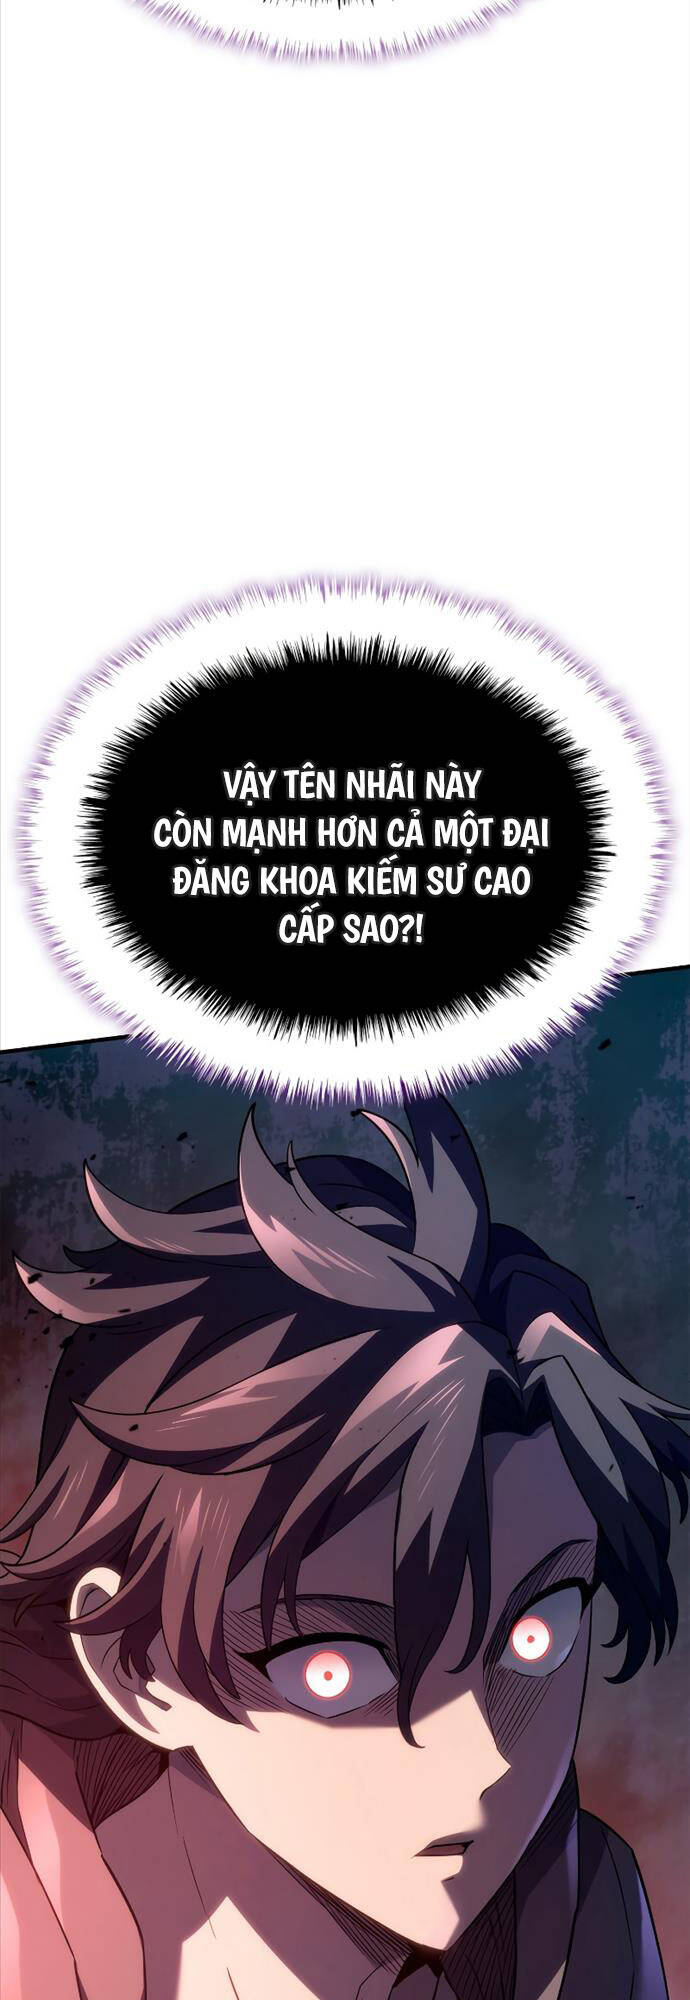 VẬY TÊN NHÃI NÀY
CÒN MẠNH HƠN CẢ MỘT ĐẠI
ĐĂNG KHOA KIẾM SƯ CAO
CẤP SAO?!